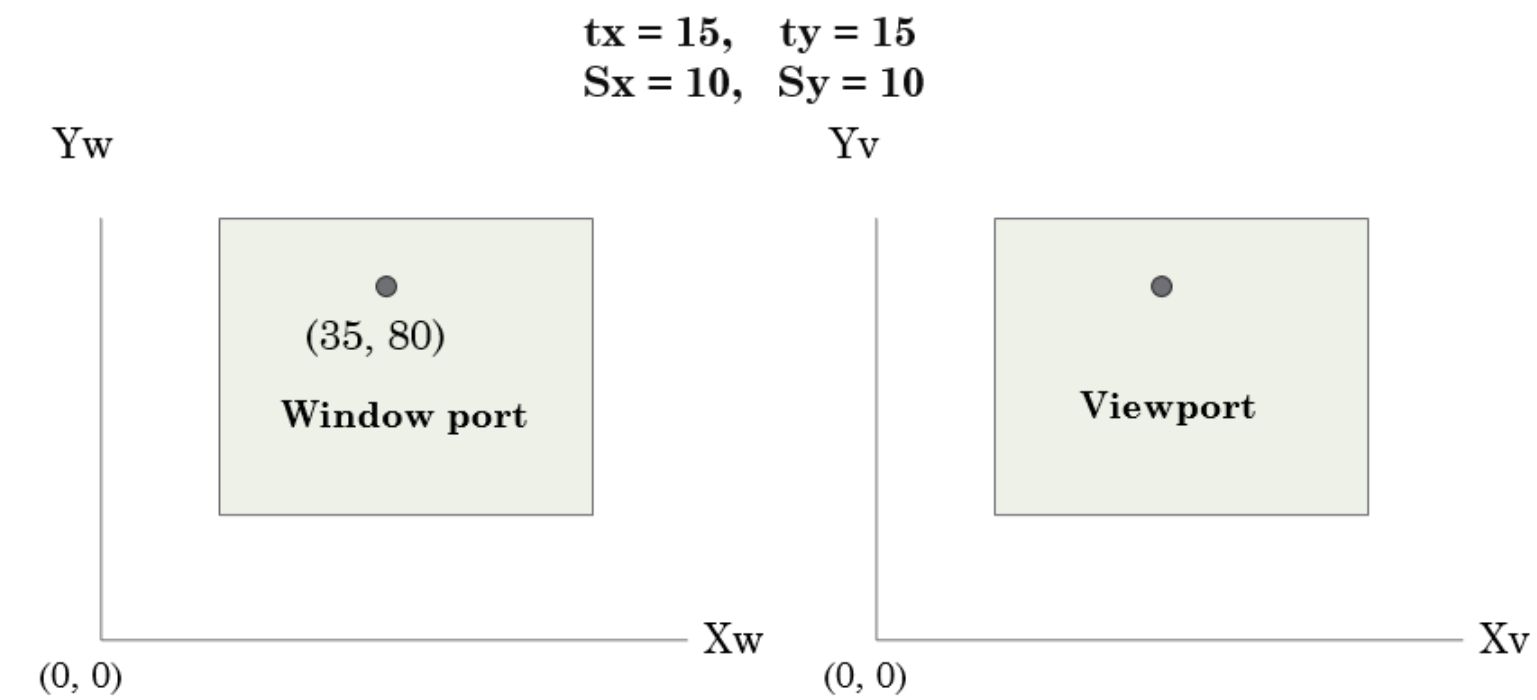 tx = 15, ty = 15
Sx = 10, Sy = 10
Yw
Yv
(35, 80)
Window port
Viewport
Xw
Xv
(0, 0)
(0, 0)